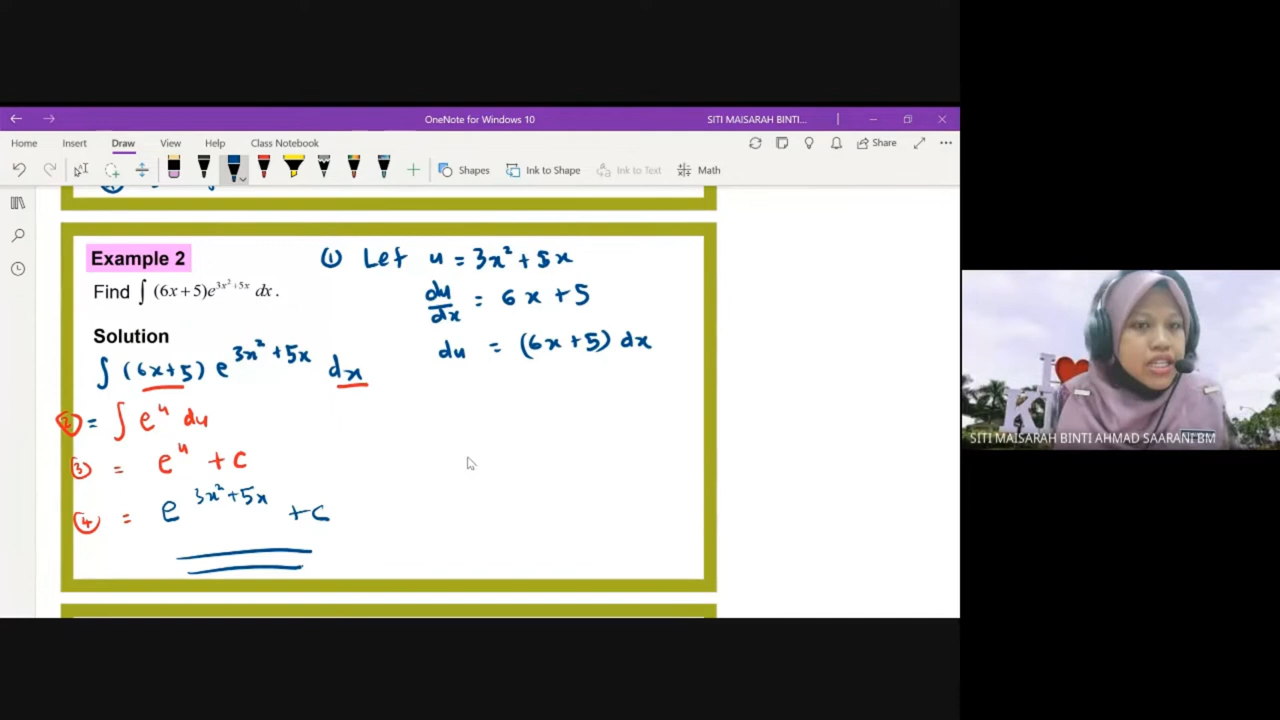 OneNote for Windows 10
SITI MAISARAH BINTI...
Home Insert Draw View Help Class Notebook
Share
Shapes Ink to Shape Ink to Text Math
Example 2
Find ∫ (6x+5)e^{3x²+5x} dx.
Solution
∫ (6x+5) e^{3x²+5x} dx
② = ∫ e^u du
③ = e^u + c
④ = e^{3x²+5x} + c
① Let u = 3x² + 5x
du/dx = 6x + 5
du = (6x + 5) dx
I
KI
SITI MAISARAH BINTI AHMAD SAARANI BM